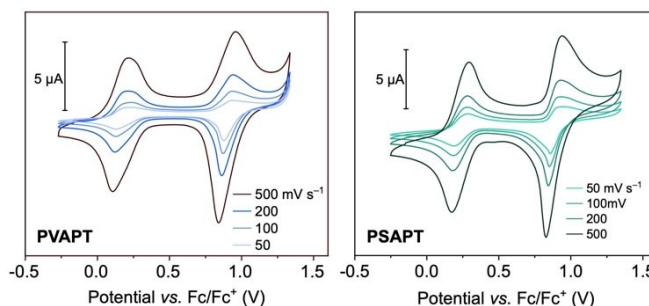 5 µA
500 mV s⁻¹
200
100
50
PVAPT
-0.5 0.0 0.5 1.0 1.5
Potential vs. Fc/Fc⁺ (V)
5 µA
50 mV s⁻¹
100mV
200
500
PSAPT
-0.5 0.0 0.5 1.0 1.5
Potential vs. Fc/Fc⁺ (V)